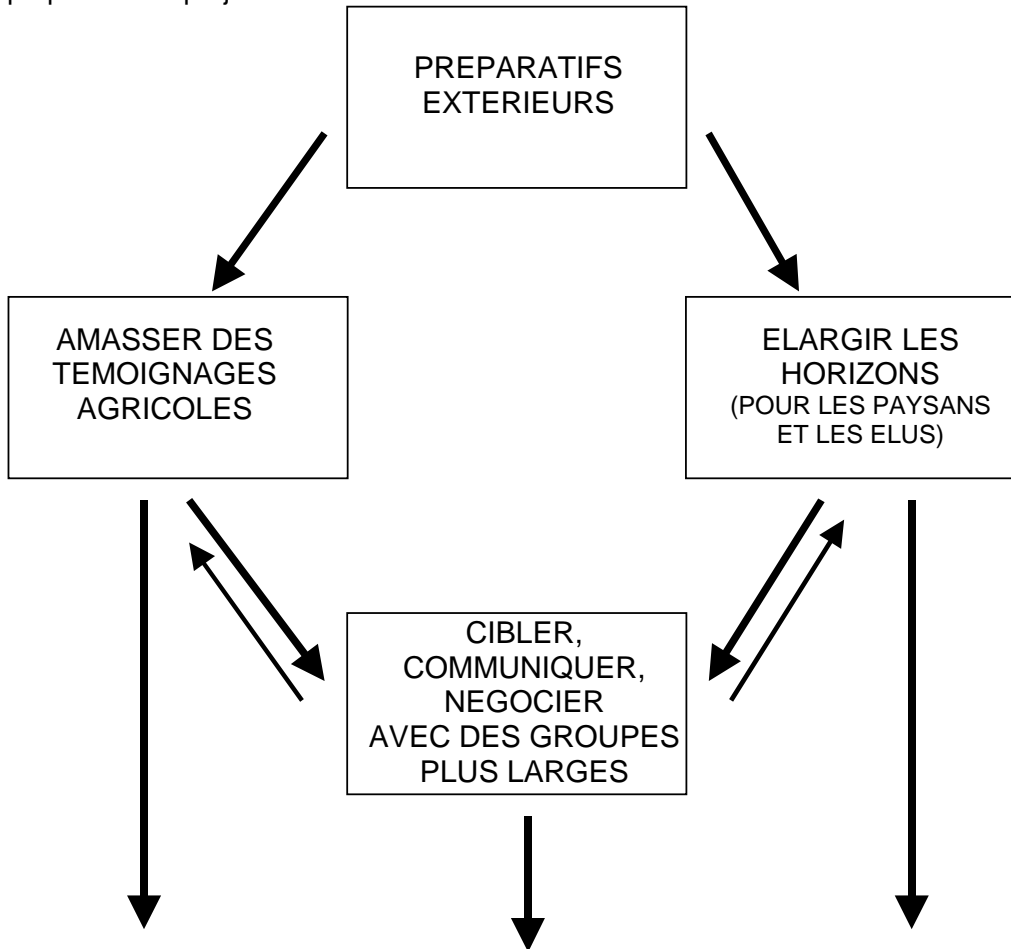 PREPARATIFS
EXTERIEURS
AMASSER DES
TEMOIGNAGES
AGRICOLES
ELARGIR LES
HORIZONS
(POUR LES PAYSANS
ET LES ELUS)
CIBLER,
COMMUNIQUER,
NEGOCIER
AVEC DES GROUPES
PLUS LARGES